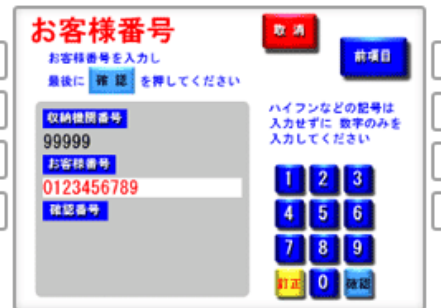 お客様番号
取消
前項目
お客様番号を入力し
最後に 確認 を押してください
収納機関番号
99999
お客様番号
0123456789
確認番号
ハイフンなどの記号は
入力せずに 数字のみを
入力してください
1 2 3
4 5 6
7 8 9
訂正 0 確認